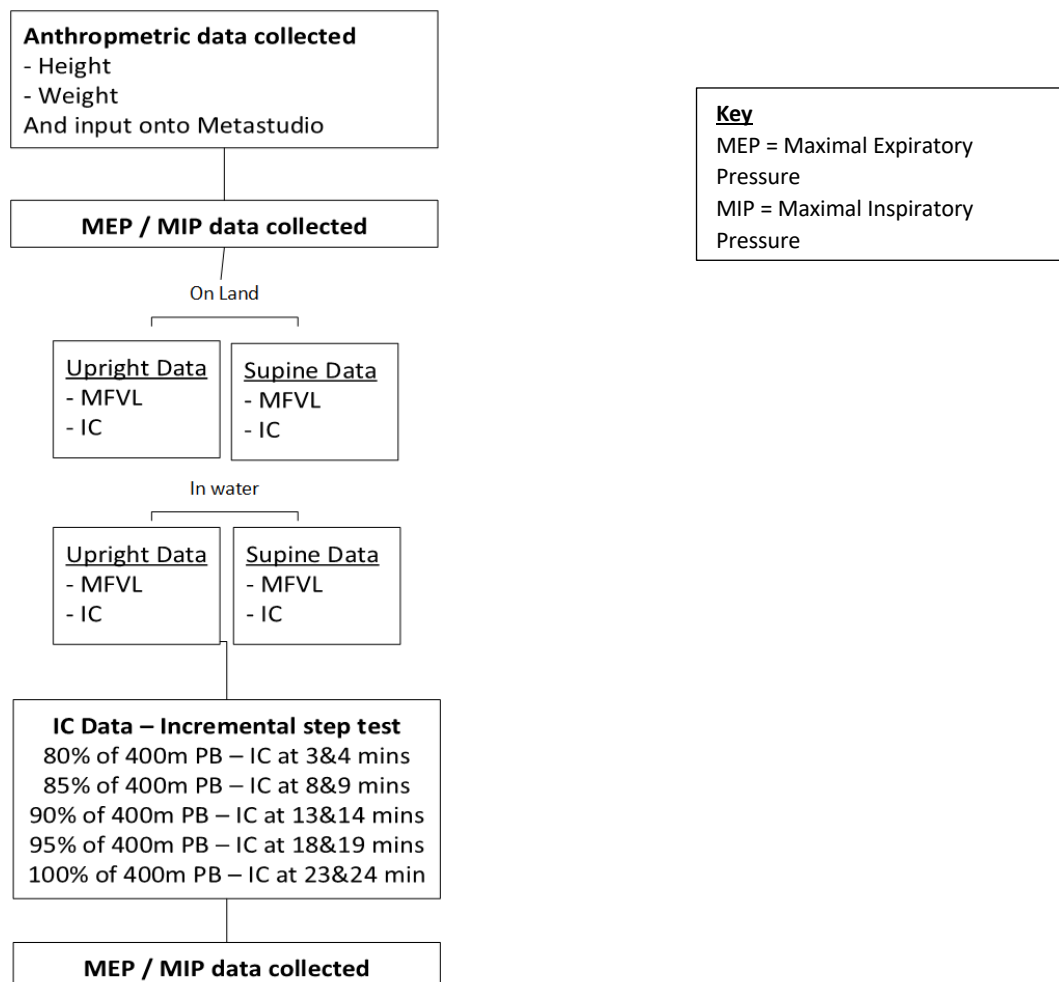 Anthropmetric data collected
- Height
- Weight
And input onto Metastudio
Key
MEP = Maximal Expiratory
Pressure
MIP = Maximal Inspiratory
Pressure
MEP / MIP data collected
On Land
Upright Data
- MFVL
- IC
Supine Data
- MFVL
- IC
In water
Upright Data
- MFVL
- IC
Supine Data
- MFVL
- IC
IC Data – Incremental step test
80% of 400m PB – IC at 3&4 mins
85% of 400m PB – IC at 8&9 mins
90% of 400m PB – IC at 13&14 mins
95% of 400m PB – IC at 18&19 mins
100% of 400m PB – IC at 23&24 min
MEP / MIP data collected